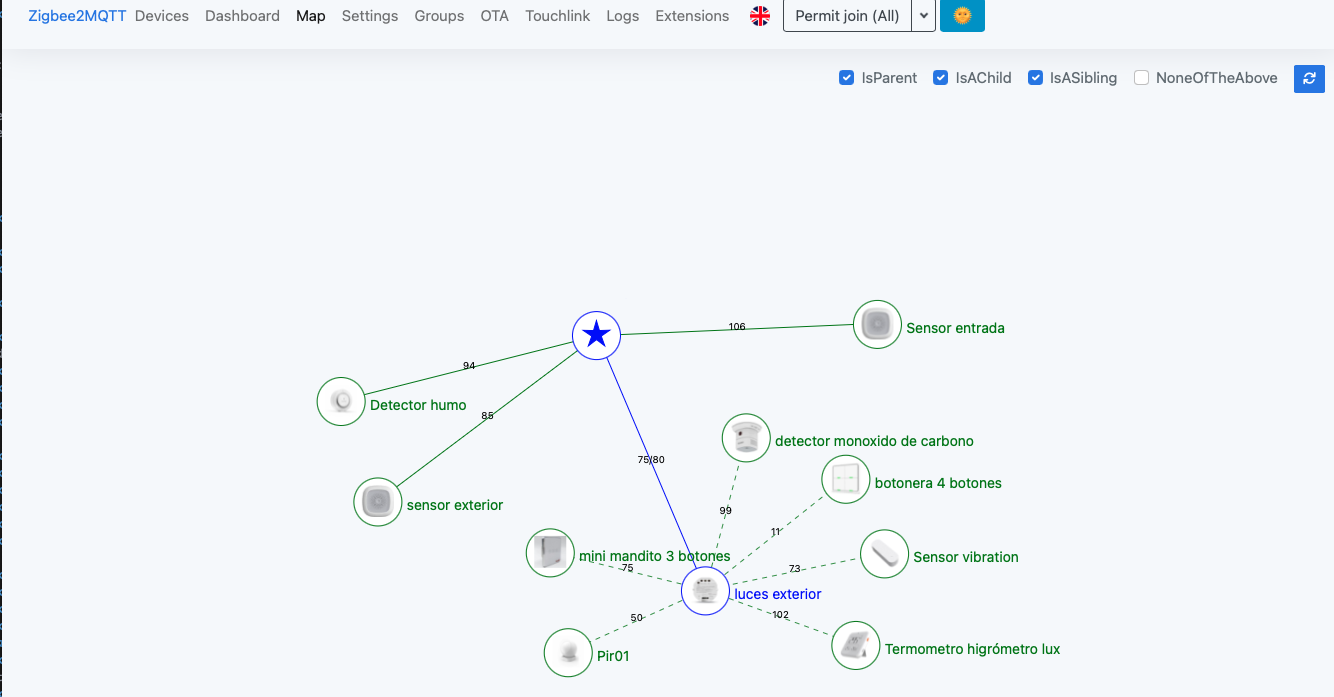 Zigbee2MQTT Devices Dashboard Map Settings Groups OTA Touchlink Logs Extensions Permit join (All)
IsParent IsAChild IsASibling NoneOfTheAbove
106
Sensor entrada
94
Detector humo
85
75/80
detector monoxido de carbono
botonera 4 botones
sensor exterior
99
11
mini mandito 3 botones
Sensor vibration
75
73
luces exterior
50
102
Pir01
Termometro higrómetro lux